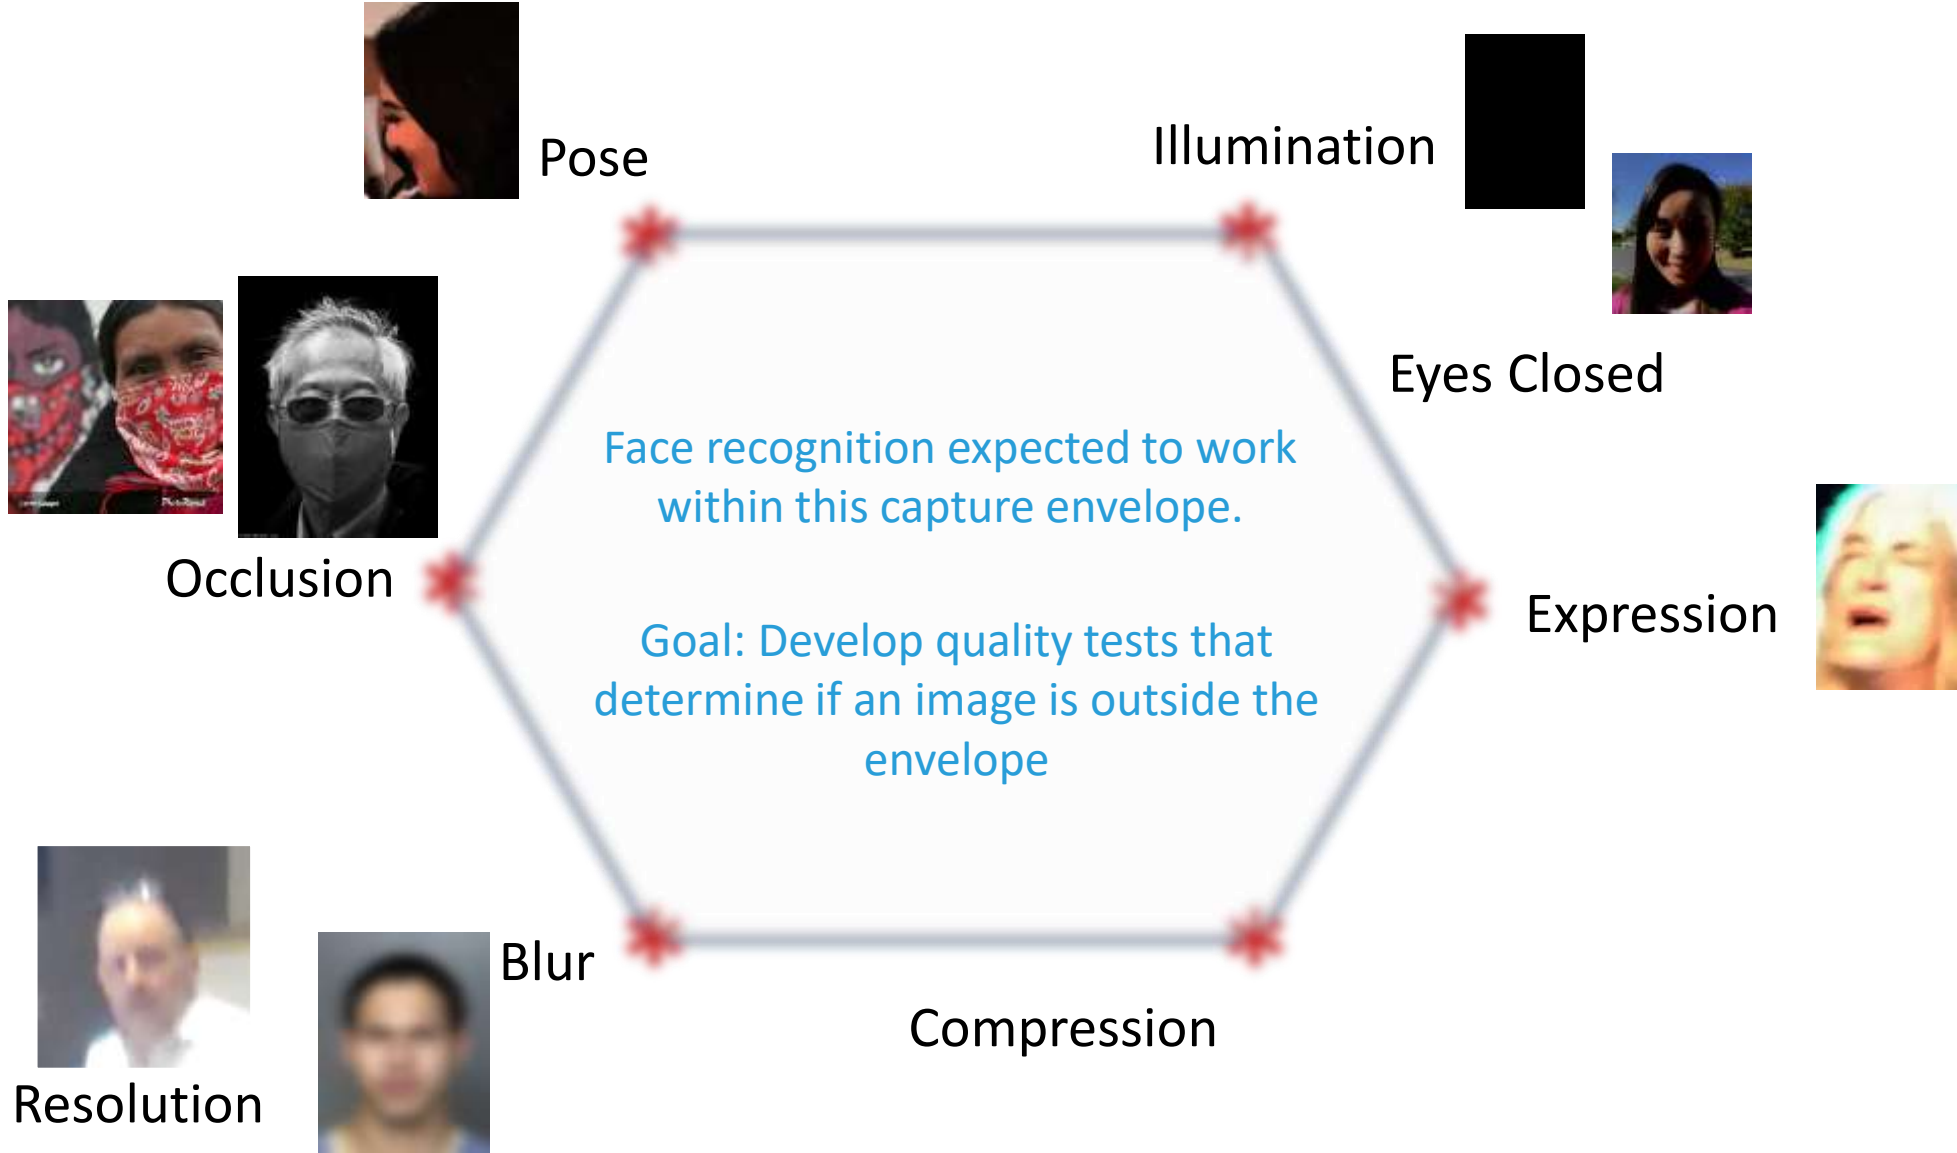 Pose
Illumination
Eyes Closed
Face recognition expected to work
within this capture envelope.
Occlusion
Expression
Goal: Develop quality tests that
determine if an image is outside the
envelope
Blur
Compression
Resolution